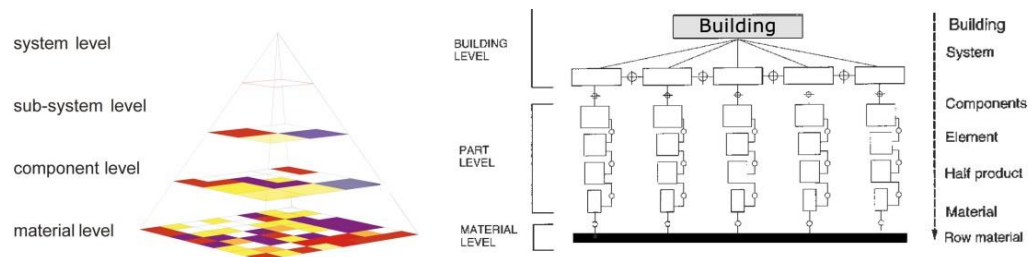 system level
sub-system level
component level
material level
BUILDING
LEVEL
PART
LEVEL
MATERIAL
LEVEL
Building
Building
System
Components
Element
Half product
Material
Row material